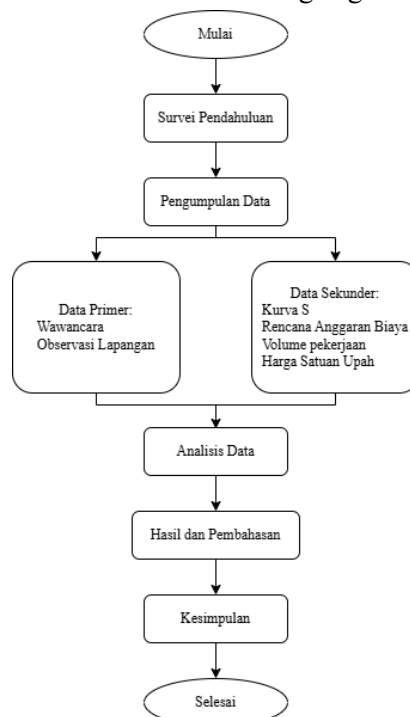 Mulai
Survei Pendahuluan
Pengumpulan Data
Data Primer:
Wawancara
Observasi Lapangan
Data Sekunder:
Kurva S
Rencana Anggaran Biaya
Volume pekerjaan
Harga Satuan Upah
Analisis Data
Hasil dan Pembahasan
Kesimpulan
Selesai